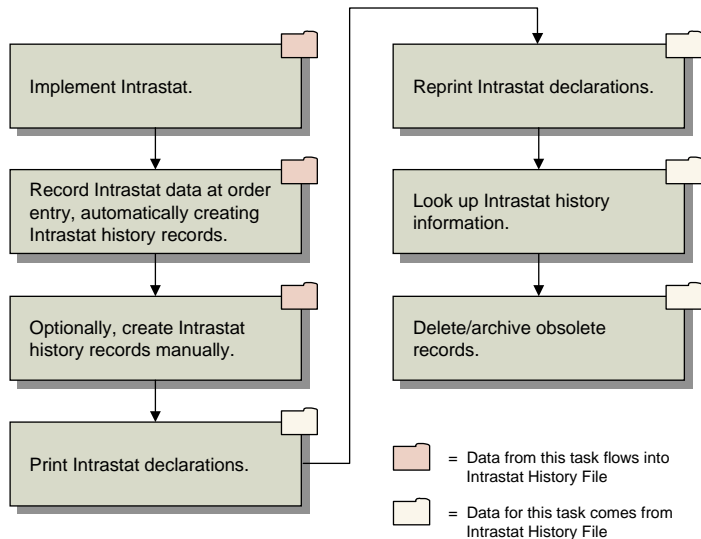 Implement Intrastat.
Record Intrastat data at order
entry, automatically creating
Intrastat history records.
Optionally, create Intrastat
history records manually.
Print Intrastat declarations.
Reprint Intrastat declarations.
Look up Intrastat history
information.
Delete/archive obsolete
records.
= Data from this task flows into
Intrastat History File
= Data for this task comes from
Intrastat History File